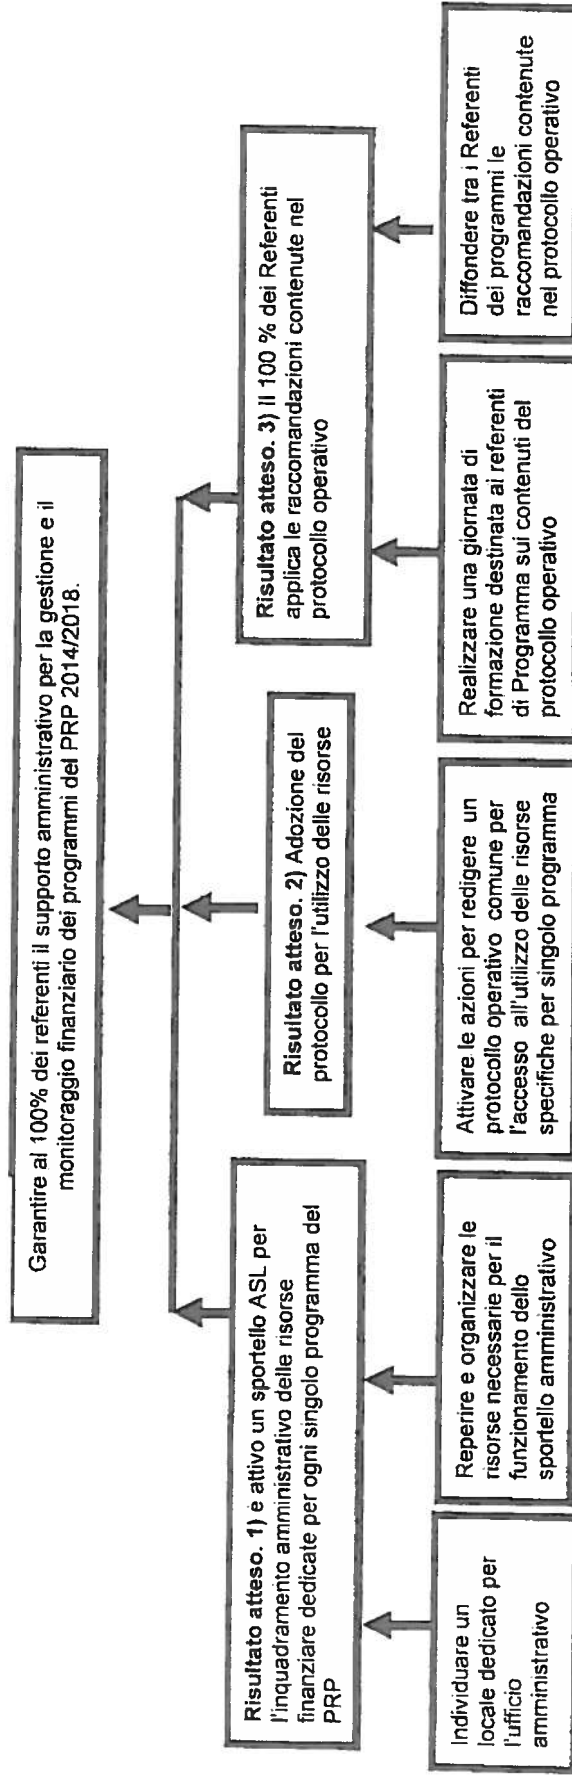 Garantire al 100% dei referenti il supporto amministrativo per la gestione e il
monitoraggio finanziario dei programmi del PRP 2014/2018.
Risultato atteso. 1) è attivo un sportello ASL per
l'inquadramento amministrativo delle risorse
finanziare dedicate per ogni singolo programma del
PRP
Risultato atteso. 2) Adozione del
protocollo per l'utilizzo delle risorse
Risultato atteso. 3) Il 100 % dei Referenti
applica le raccomandazioni contenute nel
protocollo operativo
Individuare un
locale dedicato per
l'ufficio
amministrativo
Reperire e organizzare le
risorse necessarie per il
funzionamento dello
sportello amministrativo
Attivare le azioni per redigere un
protocollo operativo comune per
l'accesso all'utilizzo delle risorse
specifiche per singolo programma
Realizzare una giornata di
formazione destinata ai referenti
di Programma sui contenuti del
protocollo operativo
Diffondere tra i Referenti
dei programmi le
raccomandazioni contenute
nel protocollo operativo